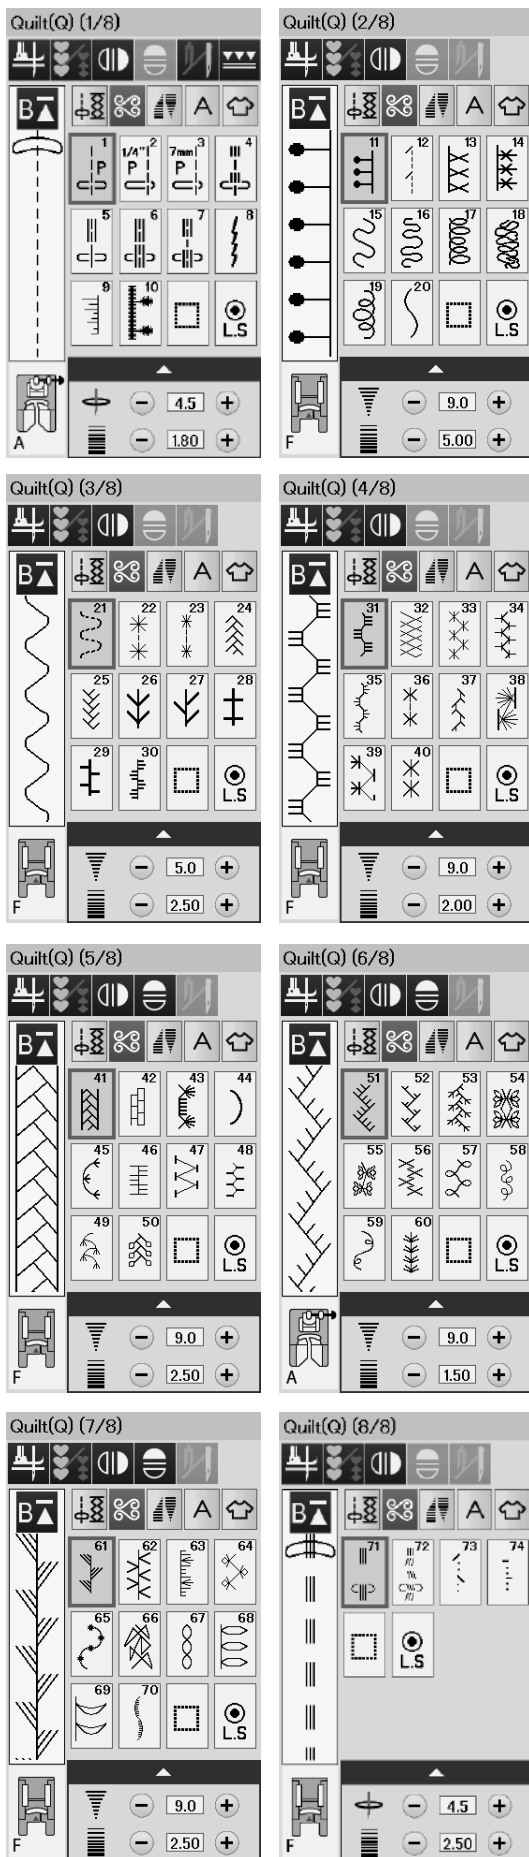 Quilt(Q) (1/8)
B A
1 2 3 4
P 1/4" P 7mm P
5 6 7 8
9 10 L.S
4.5
A 1.80
Quilt(Q) (2/8)
B A
11 12 13 14
15 16 17 18
19 20 L.S
9.0
F 5.00
Quilt(Q) (3/8)
B A
21 22 23 24
25 26 27 28
29 30 L.S
5.0
F 2.50
Quilt(Q) (4/8)
B A
31 32 33 34
35 36 37 38
39 40 L.S
9.0
F 2.00
Quilt(Q) (5/8)
B A
41 42 43 44
45 46 47 48
49 50 L.S
9.0
F 2.50
Quilt(Q) (6/8)
B A
51 52 53 54
55 56 57 58
59 60 L.S
9.0
A 1.50
Quilt(Q) (7/8)
B A
61 62 63 64
65 66 67 68
69 70 L.S
9.0
F 2.50
Quilt(Q) (8/8)
B A
71 72 73 74
L.S
4.5
F 2.50